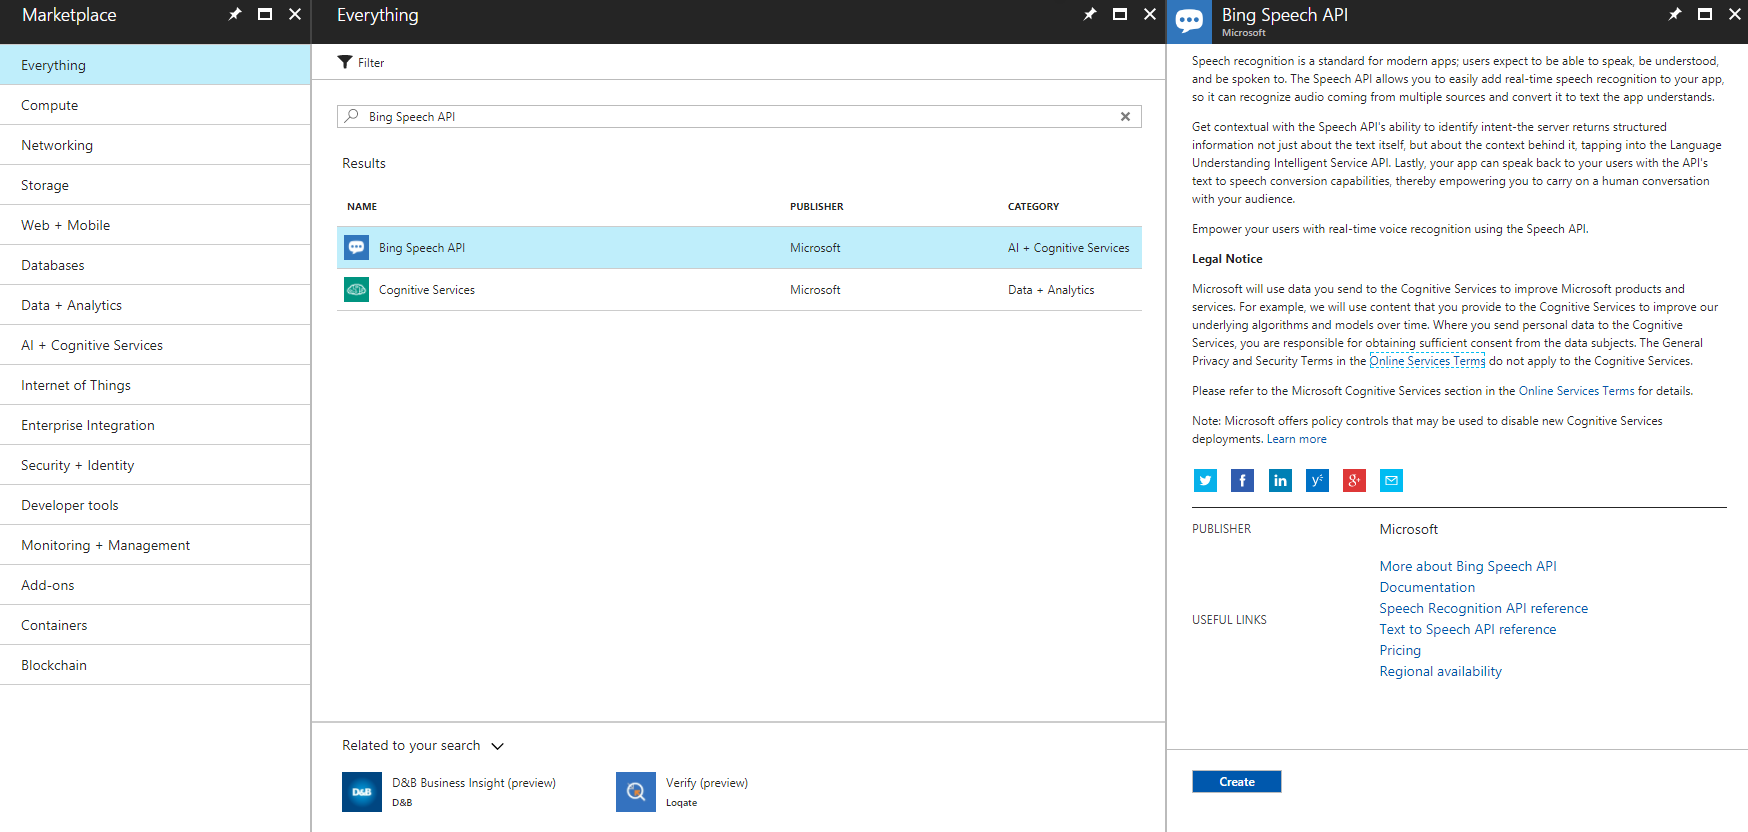 Marketplace
Everything
Compute
Networking
Storage
Web + Mobile
Databases
Data + Analytics
AI + Cognitive Services
Internet of Things
Enterprise Integration
Security + Identity
Developer tools
Monitoring + Management
Add-ons
Containers
Blockchain
Everything
Filter
Bing Speech API
Results
NAME PUBLISHER CATEGORY
Bing Speech API Microsoft AI + Cognitive Services
Cognitive Services Microsoft Data + Analytics
Related to your search
D&B
D&B Business Insight (preview)
D&B
Verify (preview)
Loqate
Bing Speech API
Microsoft
Speech recognition is a standard for modern apps; users expect to be able to speak, be understood,
and be spoken to. The Speech API allows you to easily add real-time speech recognition to your app,
so it can recognize audio coming from multiple sources and convert it to text the app understands.
Get contextual with the Speech API's ability to identify intent-the server returns structured
information not just about the text itself, but about the context behind it, tapping into the Language
Understanding Intelligent Service API. Lastly, your app can speak back to your users with the API's
text to speech conversion capabilities, thereby empowering you to carry on a human conversation
with your audience.
Empower your users with real-time voice recognition using the Speech API.
Legal Notice
Microsoft will use data you send to the Cognitive Services to improve Microsoft products and
services. For example, we will use content that you provide to the Cognitive Services to improve our
underlying algorithms and models over time. Where you send personal data to the Cognitive
Services, you are responsible for obtaining sufficient consent from the data subjects. The General
Privacy and Security Terms in the Online Services Terms do not apply to the Cognitive Services.
Please refer to the Microsoft Cognitive Services section in the Online Services Terms for details.
Note: Microsoft offers policy controls that may be used to disable new Cognitive Services
deployments. Learn more
PUBLISHER Microsoft
USEFUL LINKS
More about Bing Speech API
Documentation
Speech Recognition API reference
Text to Speech API reference
Pricing
Regional availability
Create